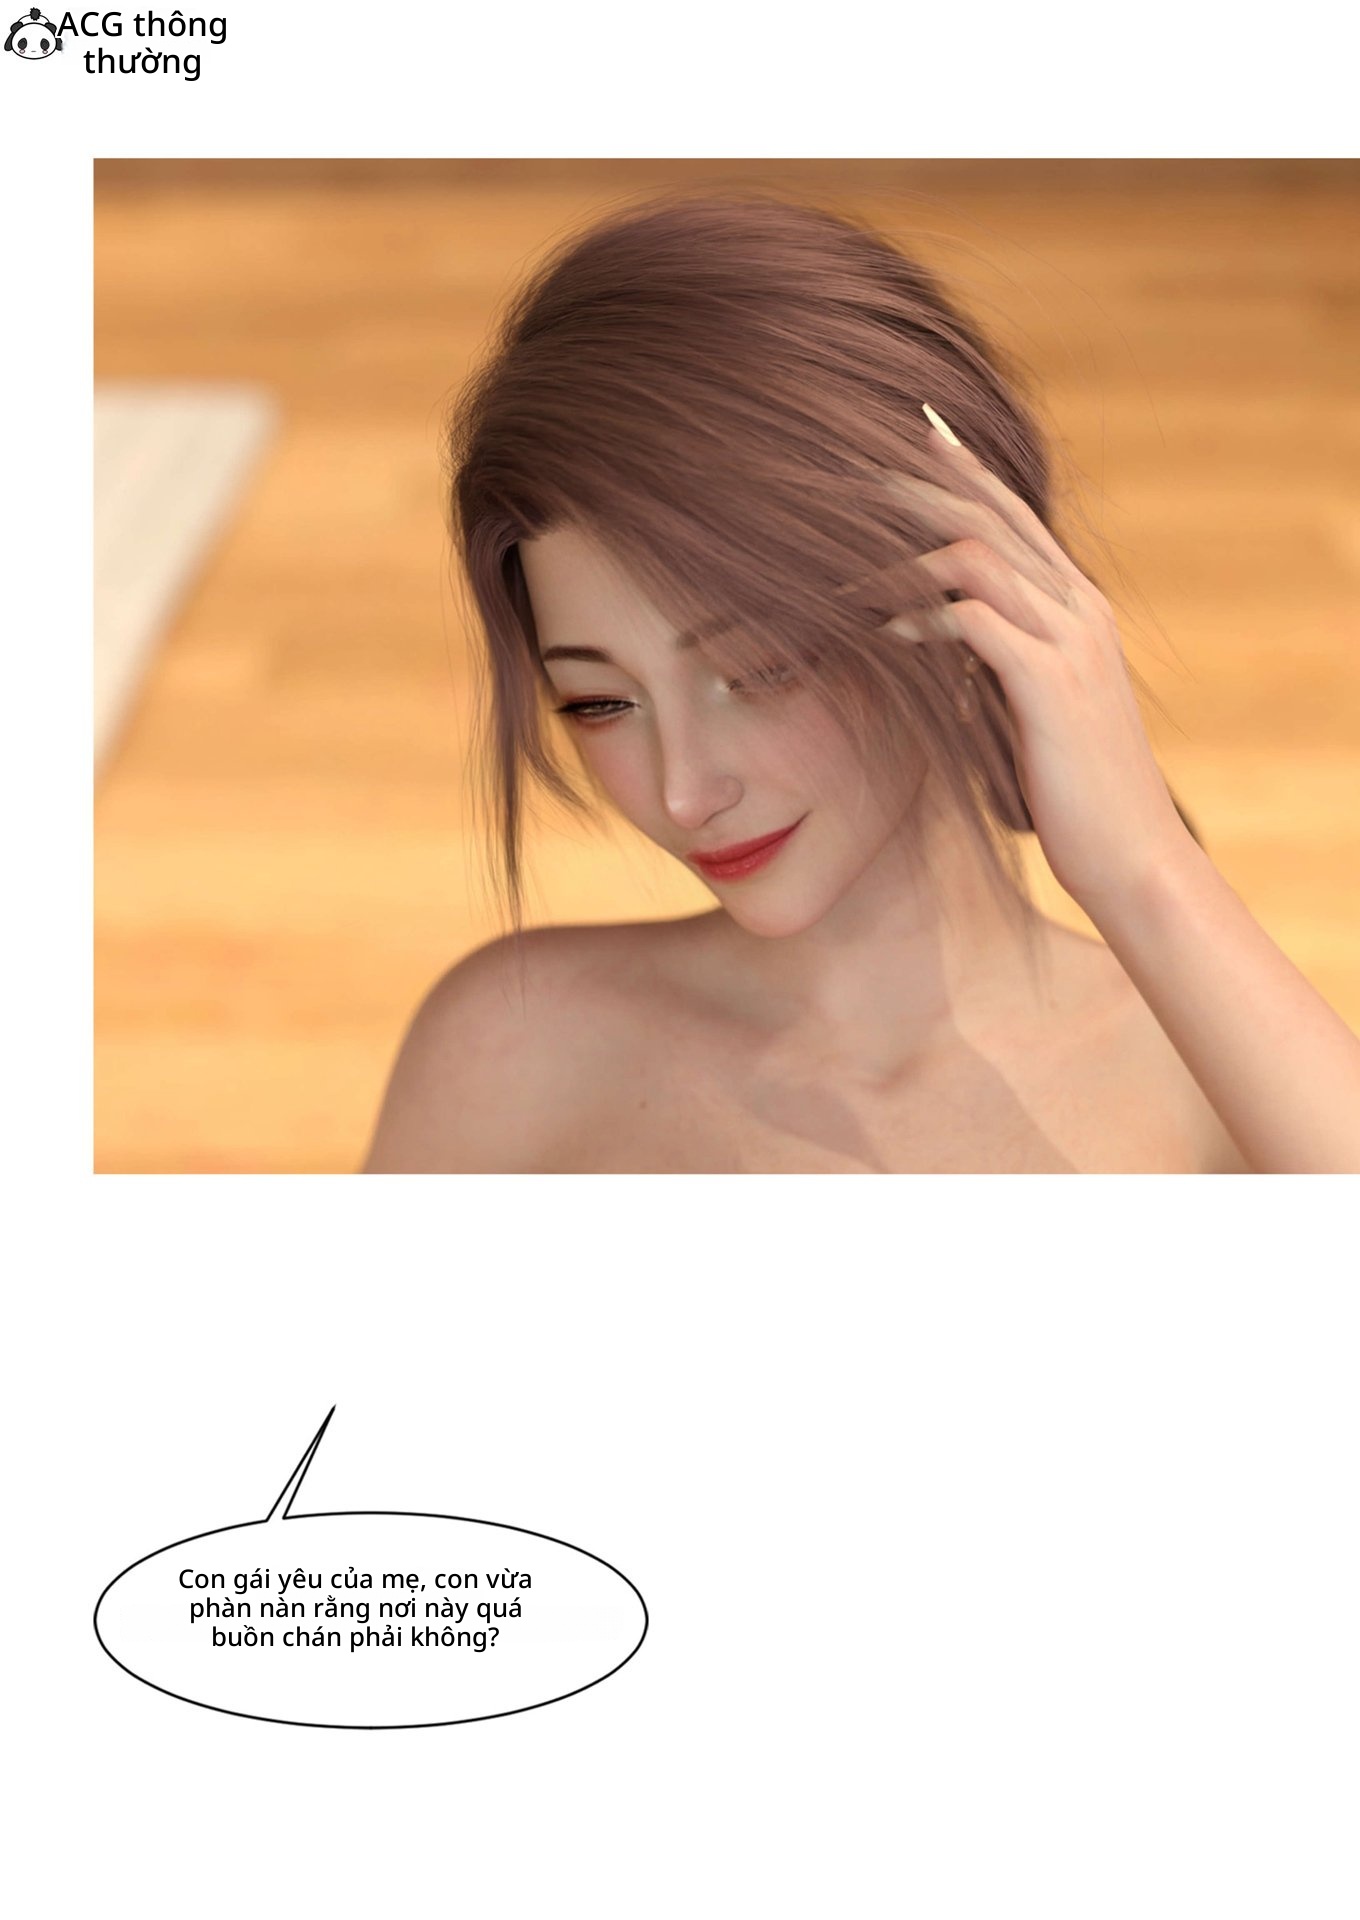 ACG thông
thường
Con gái yêu của mẹ, con vừa
phàn nàn rằng nơi này quá
buồn chán phải không?